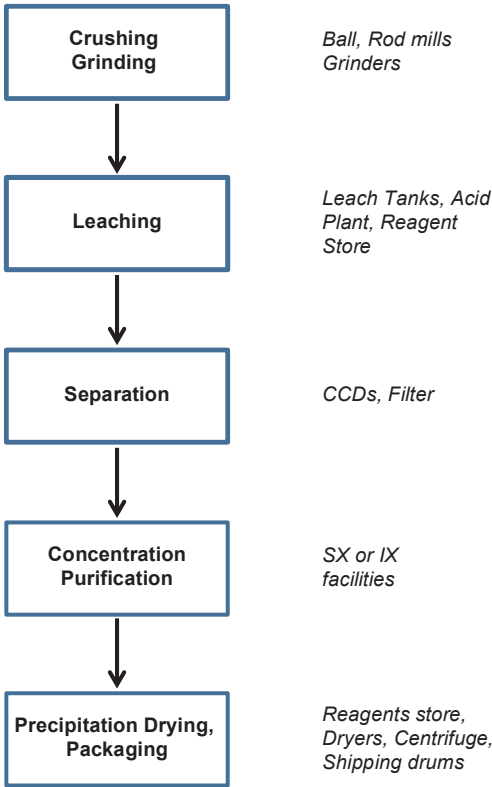 Crushing
Grinding
Ball, Rod mills
Grinders
Leaching
Leach Tanks, Acid
Plant, Reagent
Store
Separation
CCDs, Filter
Concentration
Purification
SX or IX
facilities
Precipitation Drying,
Packaging
Reagents store,
Dryers, Centrifuge,
Shipping drums